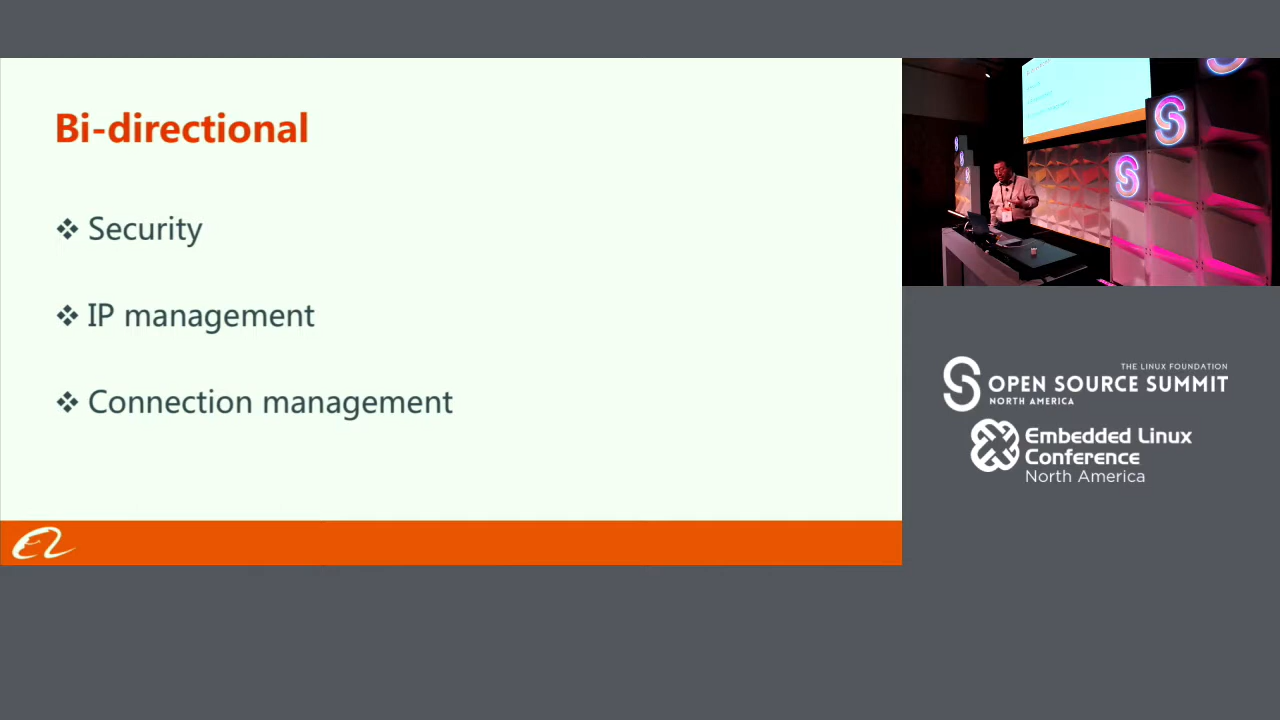 Bi-directional
❖ Security
❖ IP management
❖ Connection management
THE LINUX FOUNDATION
OPEN SOURCE SUMMIT
NORTH AMERICA
Embedded Linux
Conference
North America